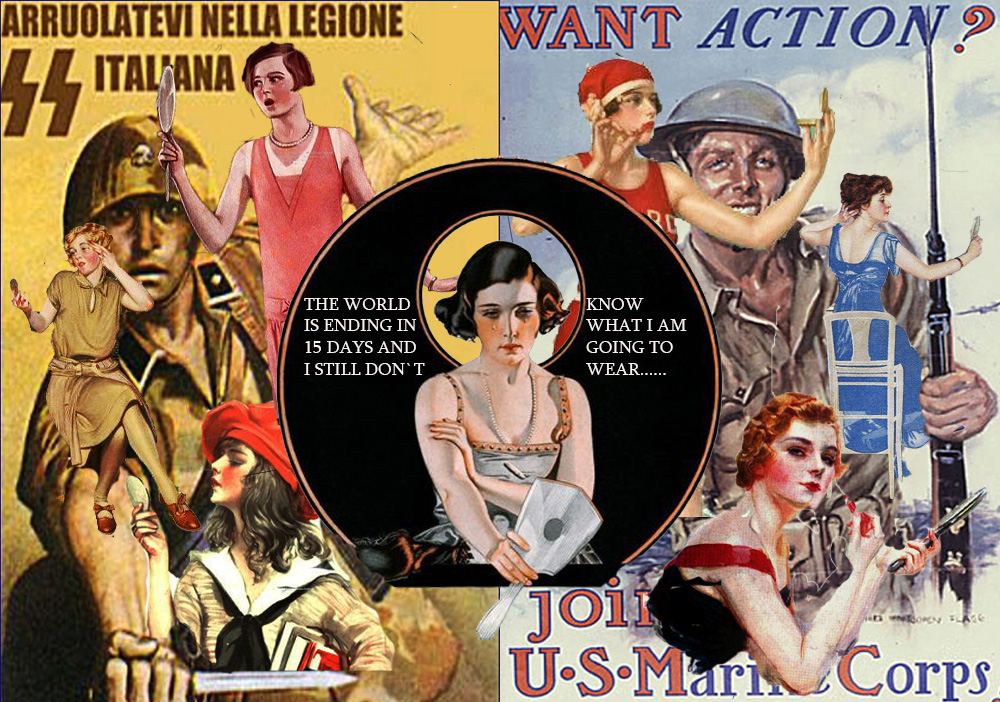 ARRUOLATEVI NELLA LEGIONE
SS ITALIANA
WANT ACTION?
THE WORLD
IS ENDING IN
15 DAYS AND
I STILL DON`T
KNOW
WHAT I AM
GOING TO
WEAR......
join
U·S·Marine Corps